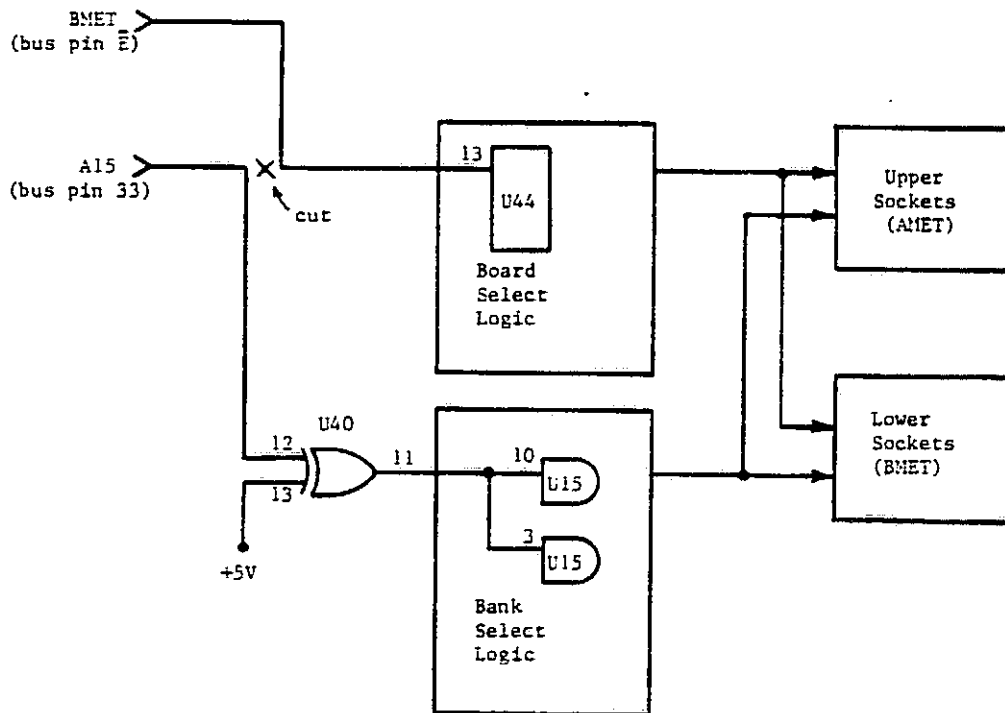 BMET
(bus pin E̅)
A15
(bus pin 33)
cut
13
U44
Board
Select
Logic
Upper
Sockets
(AMET)
U40
12
13
11
+5V
10
U15
3
U15
Bank
Select
Logic
Lower
Sockets
(BMET)